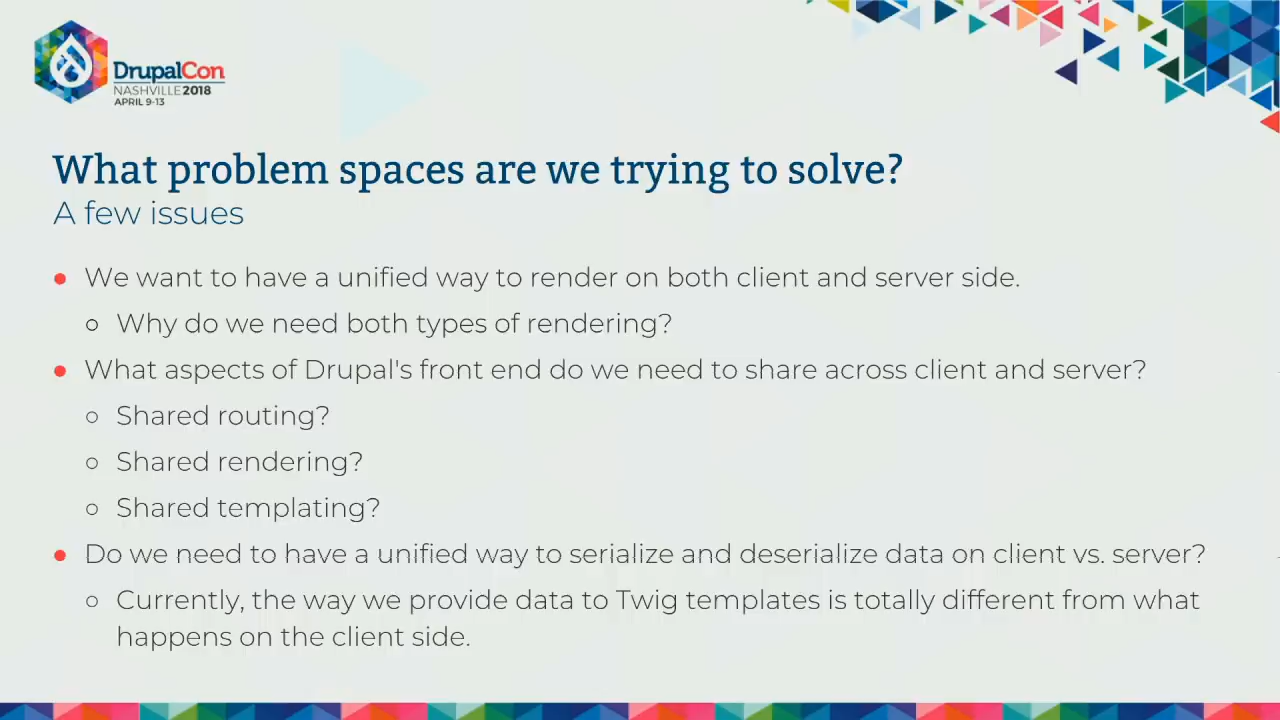 DrupalCon
NASHVILLE 2018
APRIL 9-13
What problem spaces are we trying to solve?
A few issues
• We want to have a unified way to render on both client and server side.
○ Why do we need both types of rendering?
• What aspects of Drupal's front end do we need to share across client and server?
○ Shared routing?
○ Shared rendering?
○ Shared templating?
• Do we need to have a unified way to serialize and deserialize data on client vs. server?
○ Currently, the way we provide data to Twig templates is totally different from what
happens on the client side.